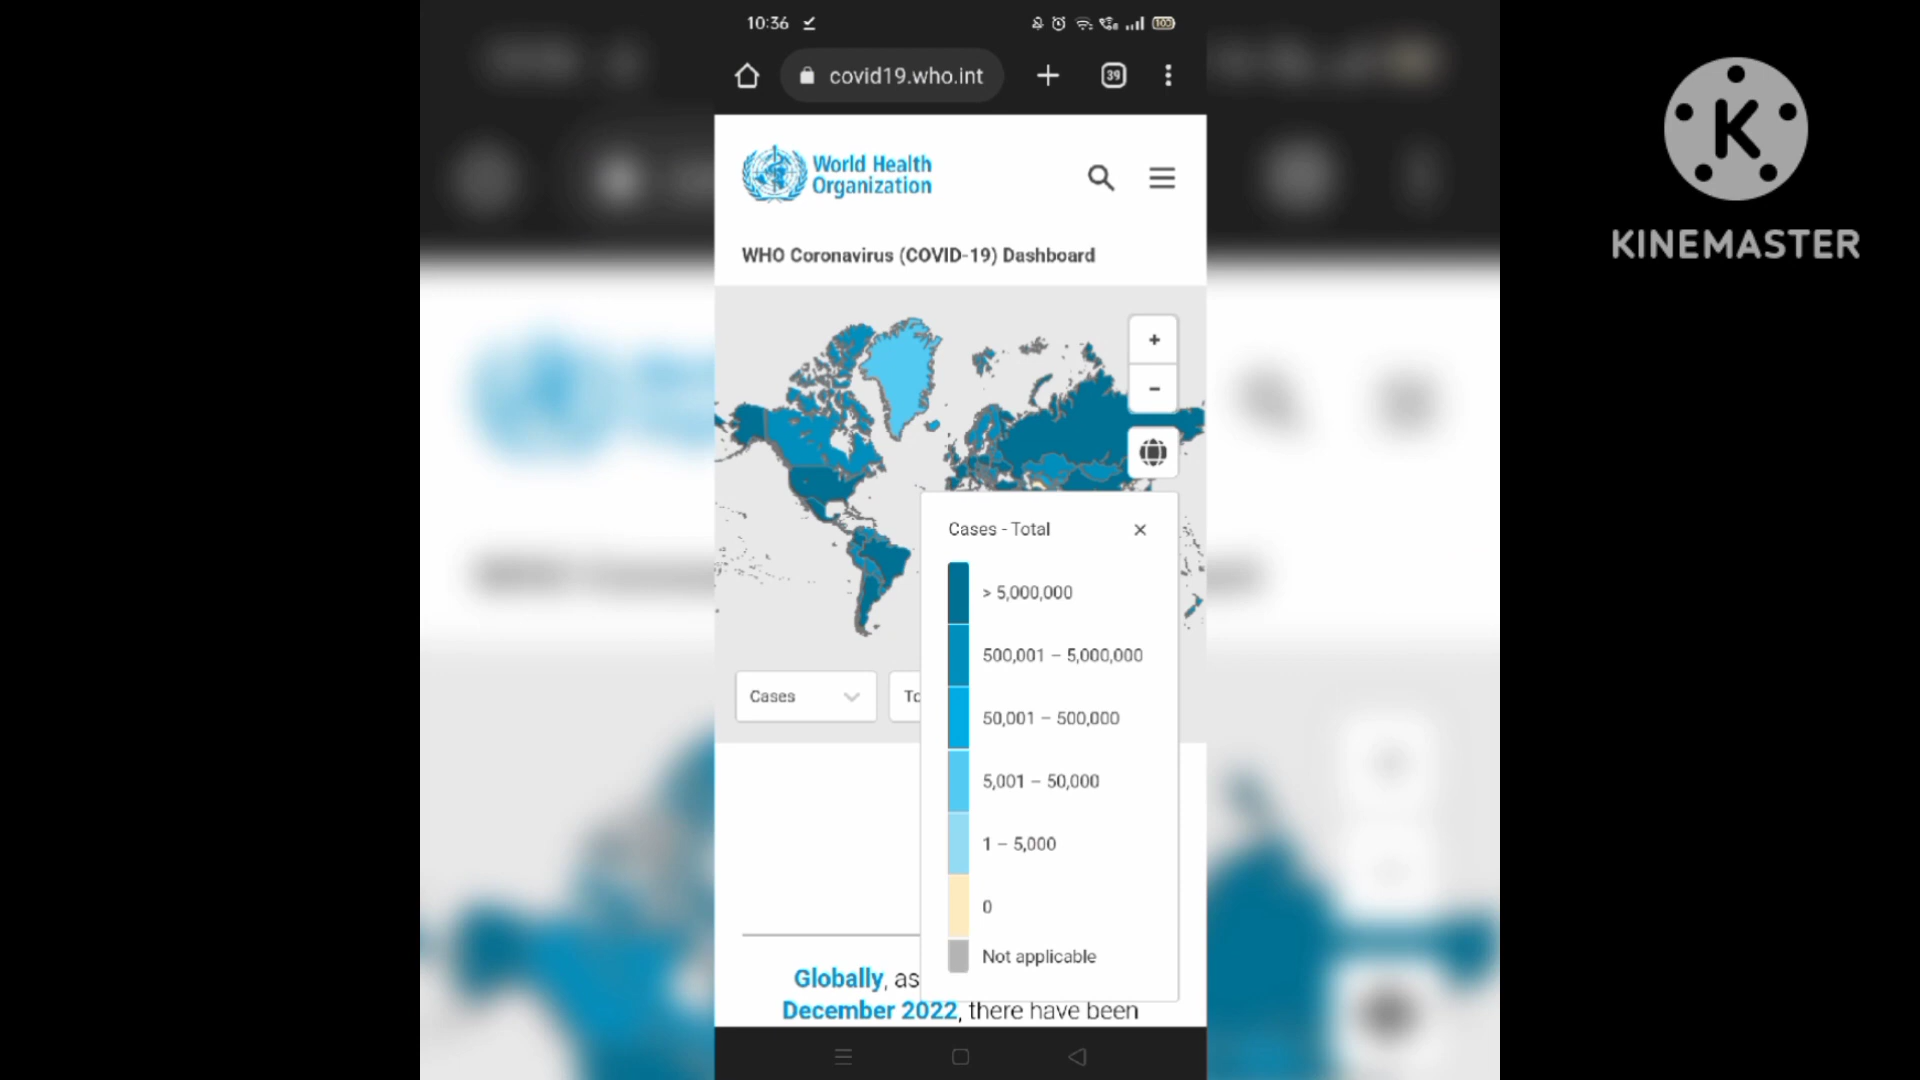 10:36
covid19.who.int
39
100
K
KINEMASTER
World Health
Organization
WHO Coronavirus (COVID-19) Dashboard
+
−
Cases - Total
> 5,000,000
500,001 – 5,000,000
50,001 – 500,000
5,001 – 50,000
1 – 5,000
0
Not applicable
Cases
Globally, as
December 2022, there have been